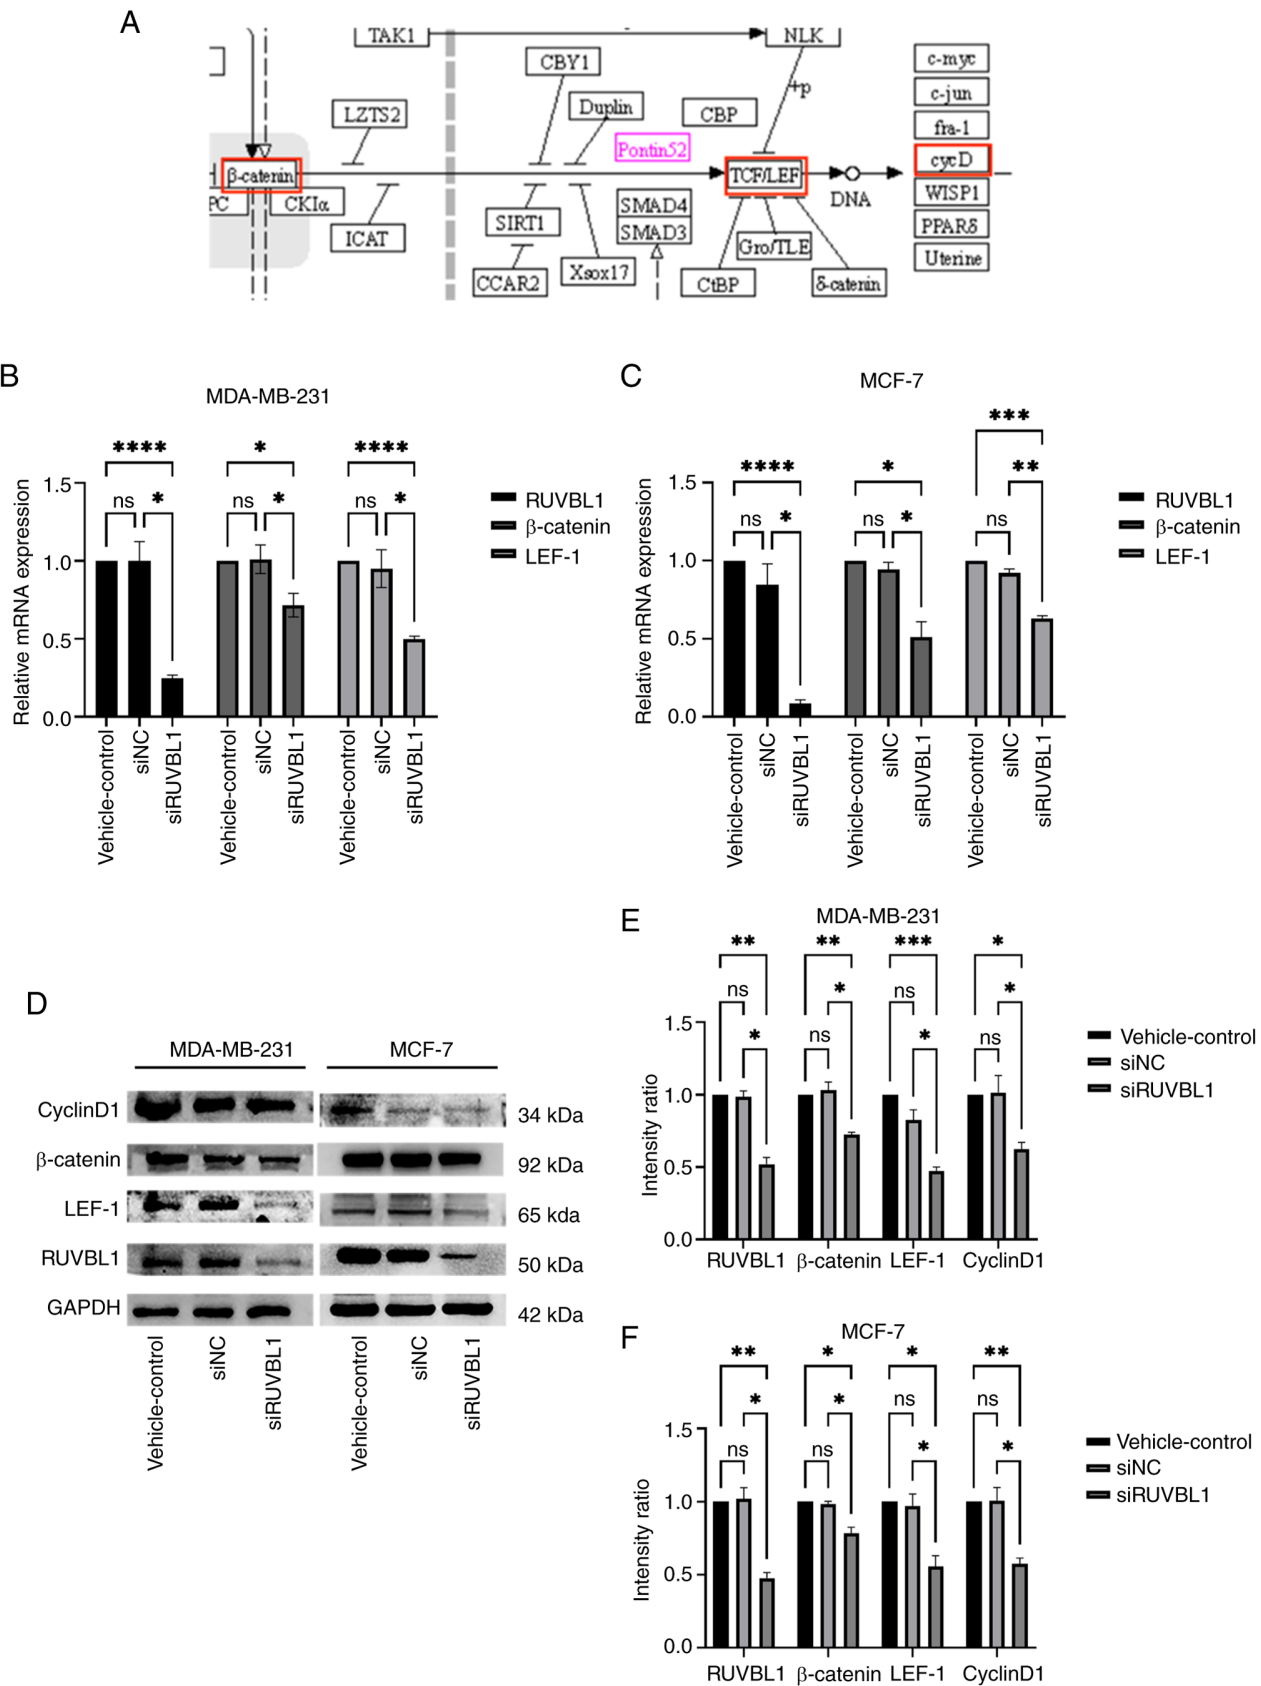 A
TAK1
NLK
CBY1
c-myc
+p
c-jun
LZTS2
Duplin
CBP
fra-1
Pontin52
cycD
β-catenin
TCF/LEF
DNA
WISP1
PC
CKIα
SMAD4
SIRT1
PPARδ
ICAT
SMAD3
Gro/TLE
Uterine
CCAR2
Xsox17
CtBP
δ-catenin
B
MDA-MB-231
**** * ****
ns * ns * ns *
Relative mRNA expression
1.5
1.0
0.5
0.0
Vehicle-control
siNC
siRUVBL1
Vehicle-control
siNC
siRUVBL1
Vehicle-control
siNC
siRUVBL1
RUVBL1
β-catenin
LEF-1
C
MCF-7
***
**** * **
ns * ns * ns
Relative mRNA expression
1.5
1.0
0.5
0.0
Vehicle-control
siNC
siRUVBL1
Vehicle-control
siNC
siRUVBL1
Vehicle-control
siNC
siRUVBL1
RUVBL1
β-catenin
LEF-1
D
MDA-MB-231 MCF-7
CyclinD1 34 kDa
β-catenin 92 kDa
LEF-1 65 kda
RUVBL1 50 kDa
GAPDH 42 kDa
Vehicle-control
siNC
siRUVBL1
Vehicle-control
siNC
siRUVBL1
E
MDA-MB-231
** ** *** *
ns * ns *
* ns * ns
Intensity ratio
1.5
1.0
0.5
0.0
RUVBL1 β-catenin LEF-1 CyclinD1
Vehicle-control
siNC
siRUVBL1
F
MCF-7
** * * **
* * ns ns
ns ns * *
Intensity ratio
1.5
1.0
0.5
0.0
RUVBL1 β-catenin LEF-1 CyclinD1
Vehicle-control
siNC
siRUVBL1